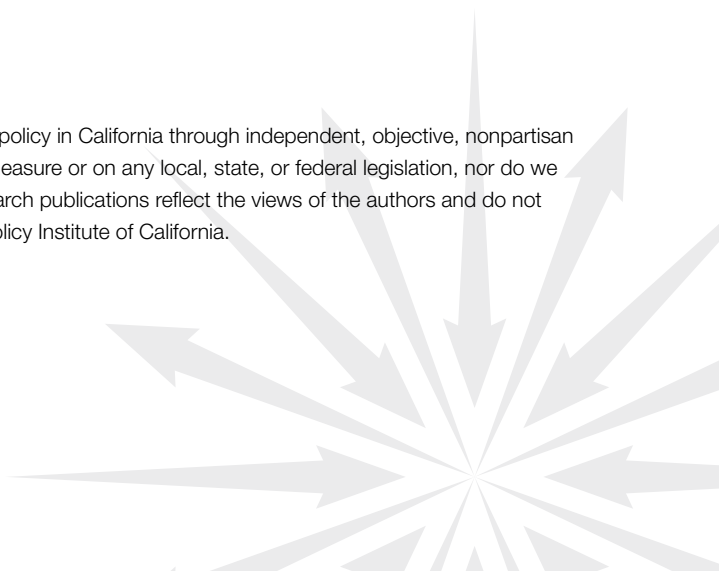 policy in California through independent, objective, nonpartisan
easure or on any local, state, or federal legislation, nor do we
arch publications reflect the views of the authors and do not
olicy Institute of California.